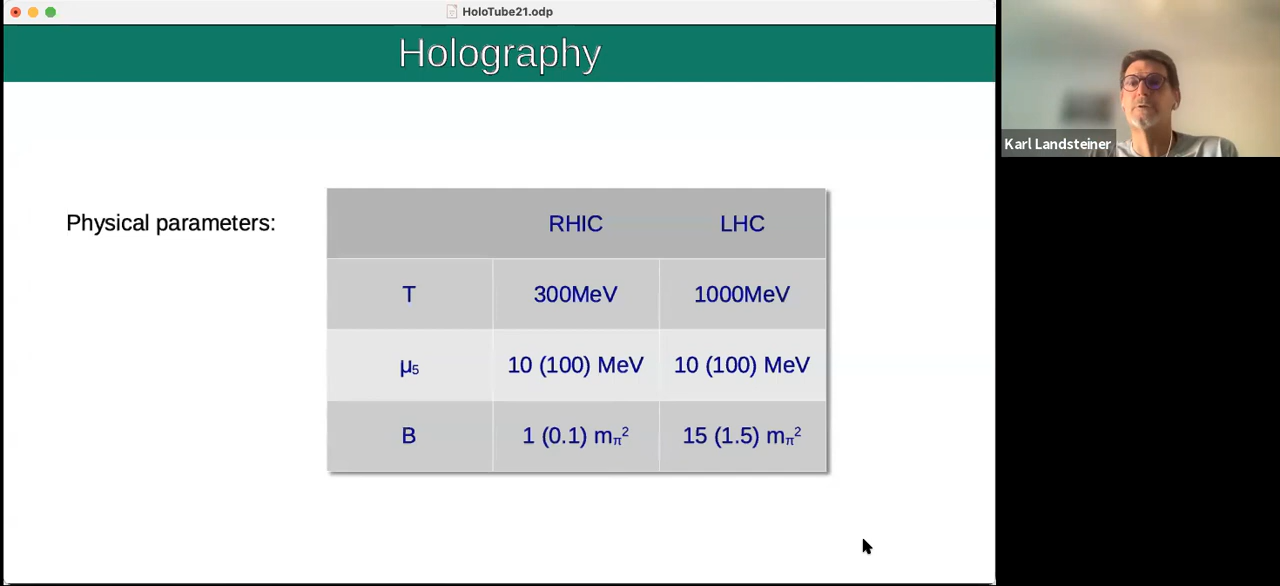 HoloTube21.odp
Holography
Karl Landsteiner
Physical parameters:
RHIC LHC
T 300MeV 1000MeV
μ₅ 10 (100) MeV 10 (100) MeV
B 1 (0.1) mπ² 15 (1.5) mπ²